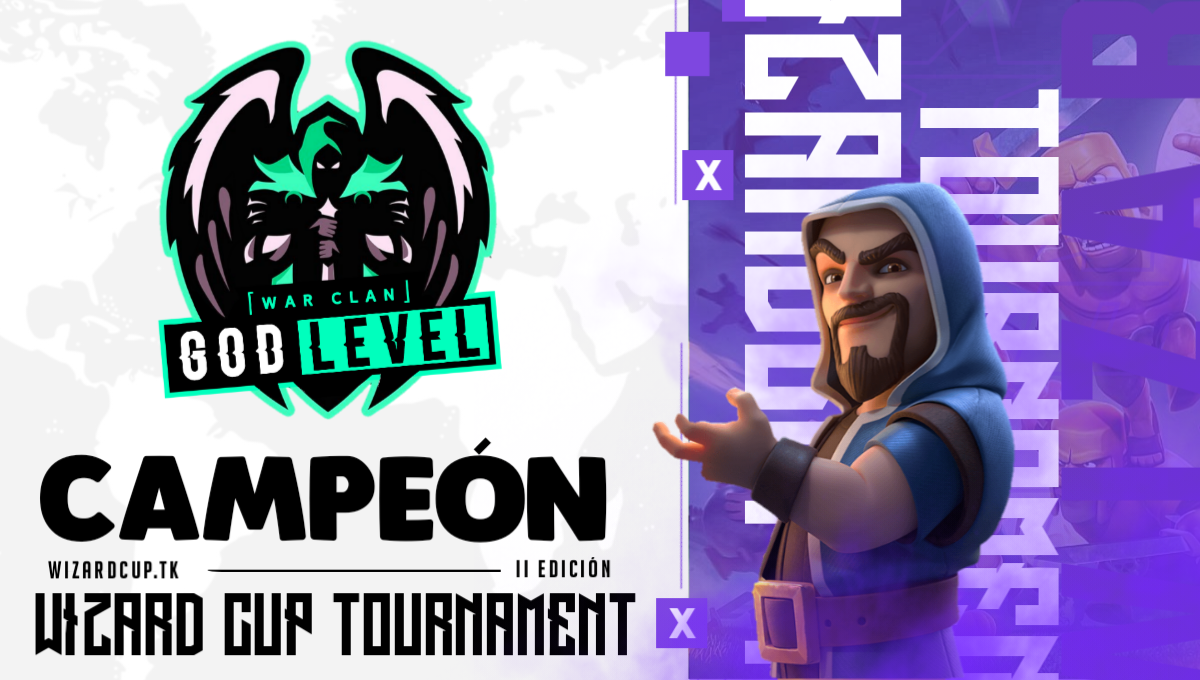 [WAR CLAN]
GOD LEVEL
CAMPEÓN
WIZARDCUP.TK
II EDICIÓN
WIZARD CUP TOURNAMENT
X
X